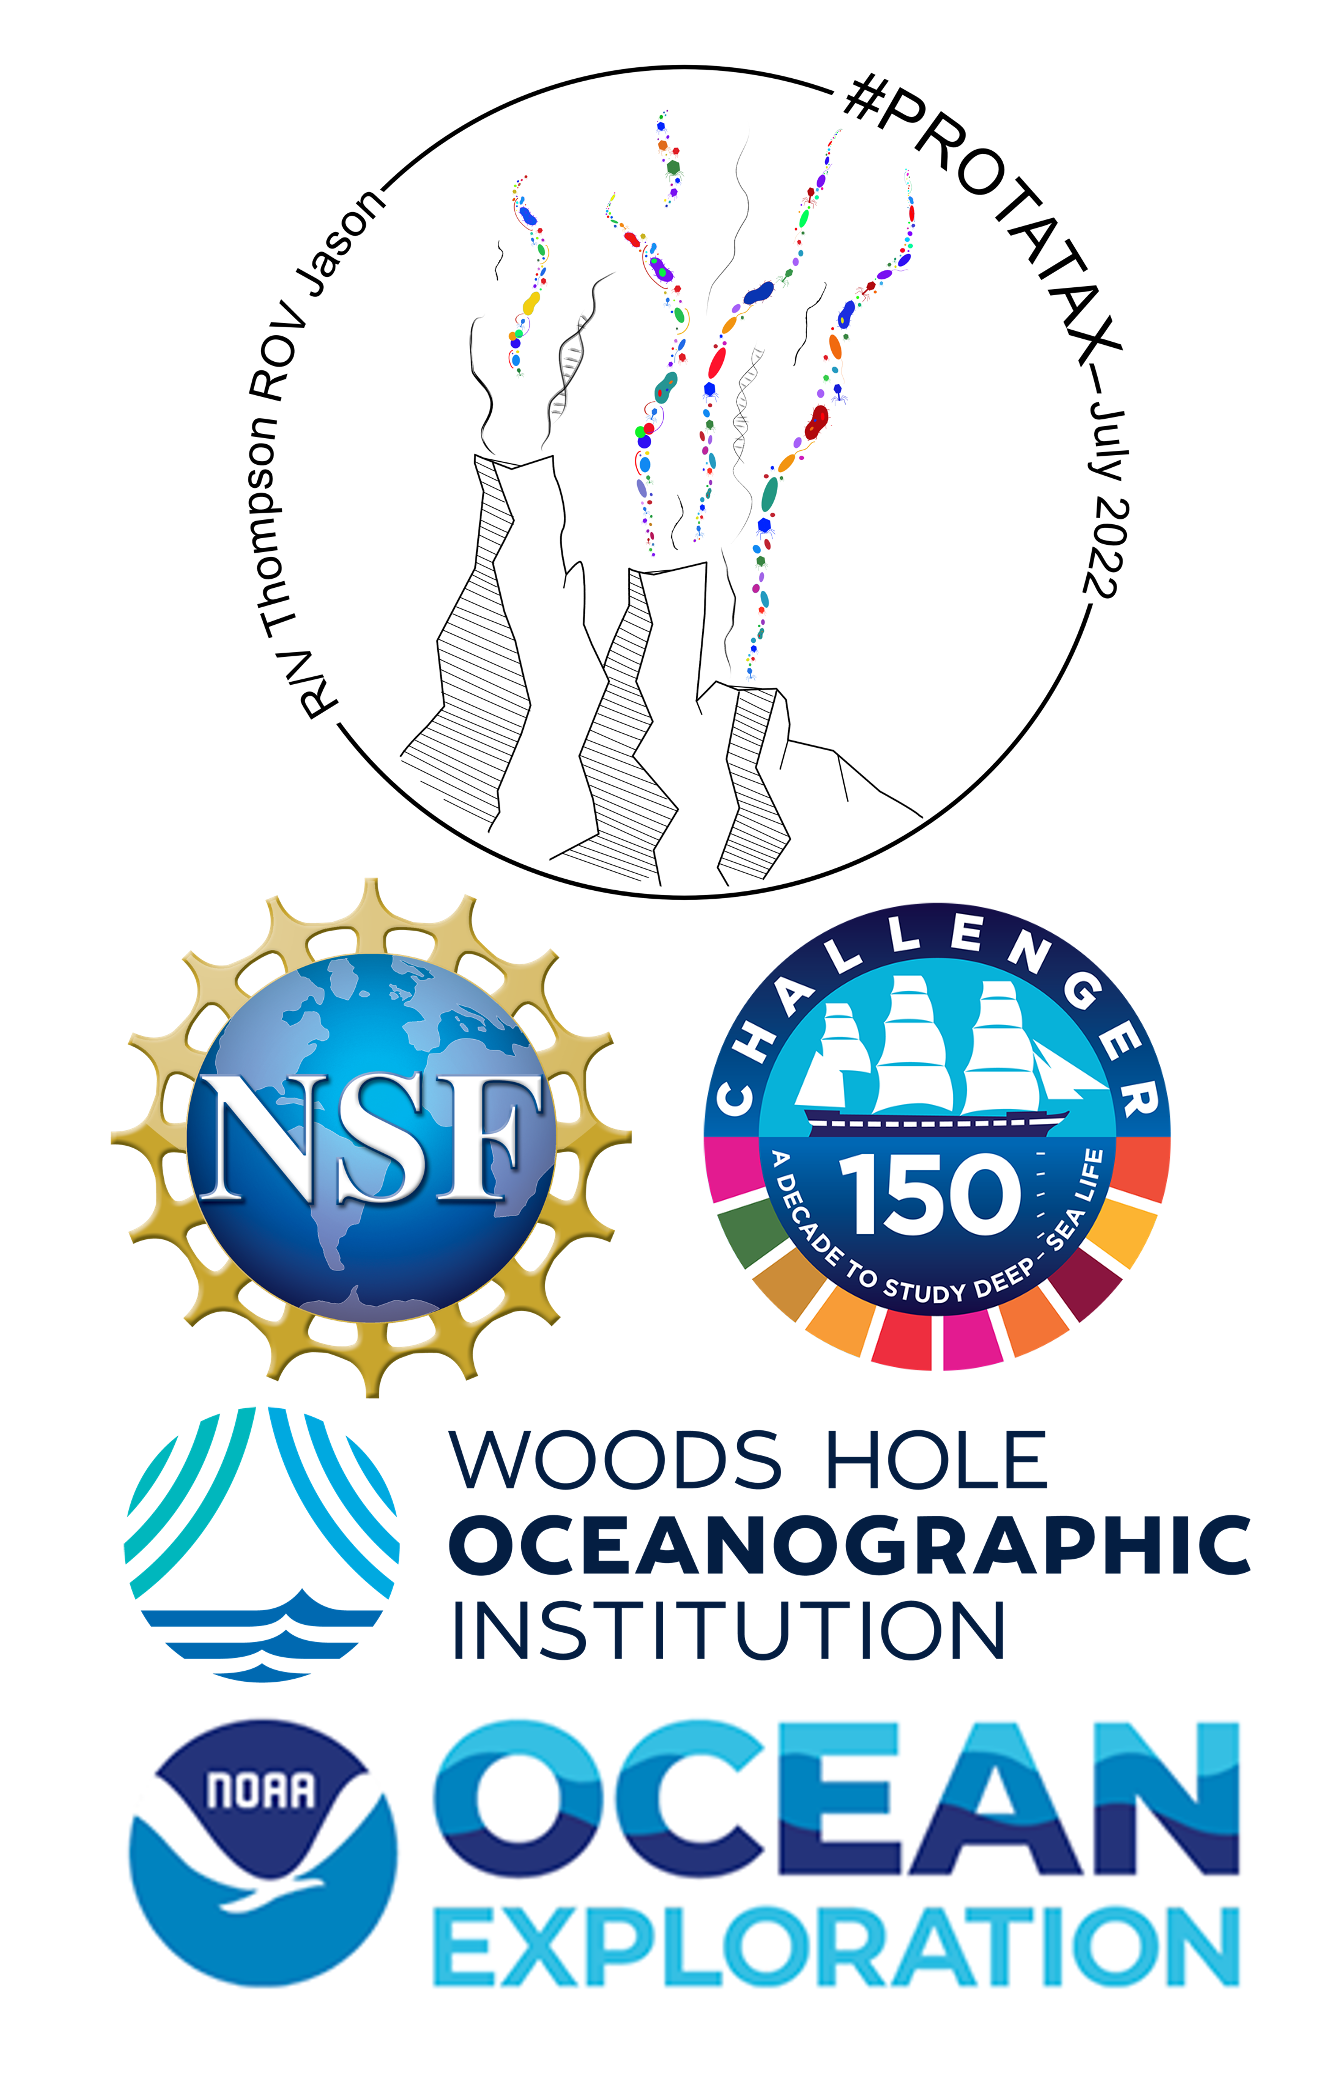 R/V Thompson ROV Jason
#PROTATAX
July 2022
NSF
CHALLENGER
150
A DECADE TO STUDY DEEP-SEA LIFE
WOODS HOLE
OCEANOGRAPHIC
INSTITUTION
NOAA
OCEAN
EXPLORATION